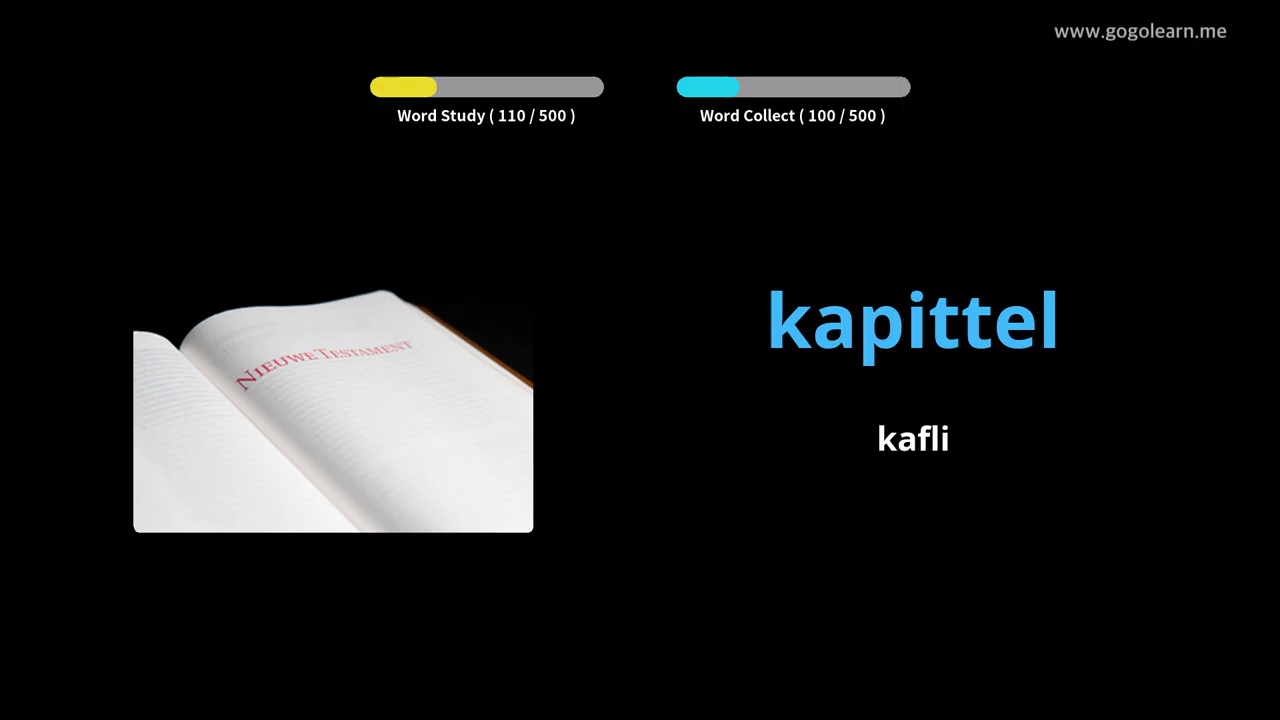 www.gogolearn.me
Word Study ( 110 / 500 )
Word Collect ( 100 / 500 )
NIEUWE TESTAMENT
kapittel
kafli